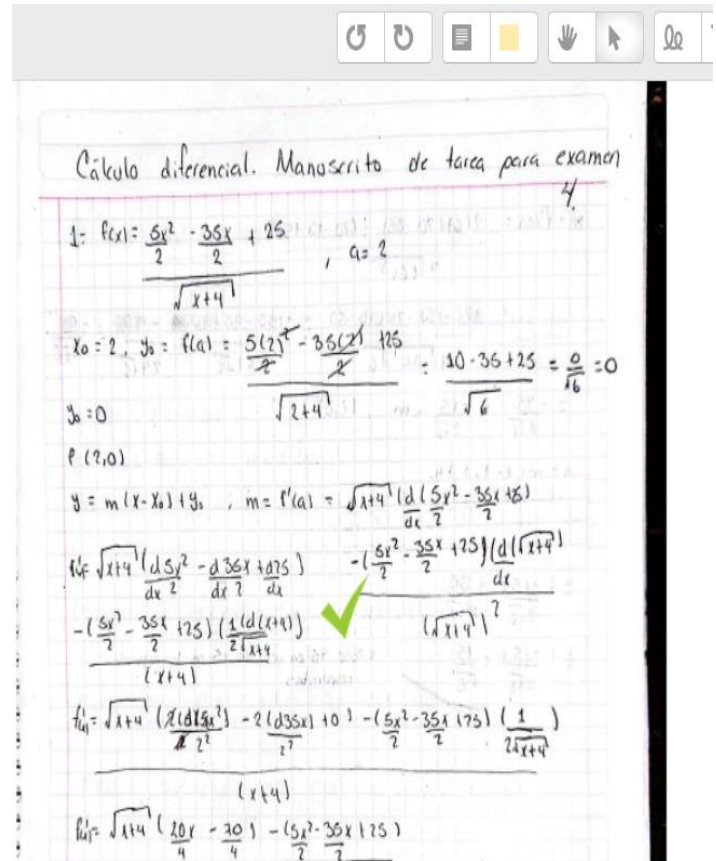 Cálculo diferencial. Manuscrito de tarea para examen
4.
1- f(x)= 5x²/2 - 35x/2 + 25 / √(x+4) , a=2
x₀ = 2 ; y₀ = f(a) = 5(2)²/2 - 35(2)/2 +25 / √(2+4) = 10-35+25 / √6 = 0/√6 = 0
y₀ = 0
P (2,0)
y = m (x-x₀)+y₀ , m = f'(a) = √(x+4) (d/dx (5x²/2 - 35x/2 +
√(x+4) (d/dx 5x²/2 - d/dx 35x/2 + d25/dx) -(5x²/2 - 35x/2 +25)(d/dx(√(x+4)) / (√(x+4))²
-(5x²/2 - 35x/2 +25)(1(d(x+4))/2√(x+4)) / (x+4)
= √(x+4) (2(d(5x²)/2² - 2(d35x)/2² +0) -(5x²/2 - 35x/2 +25)(1/2√(x+4)) / (x+4)
= √(x+4) (20x/4 - 70/4) -(5x²/2 - 35x/2 +25)